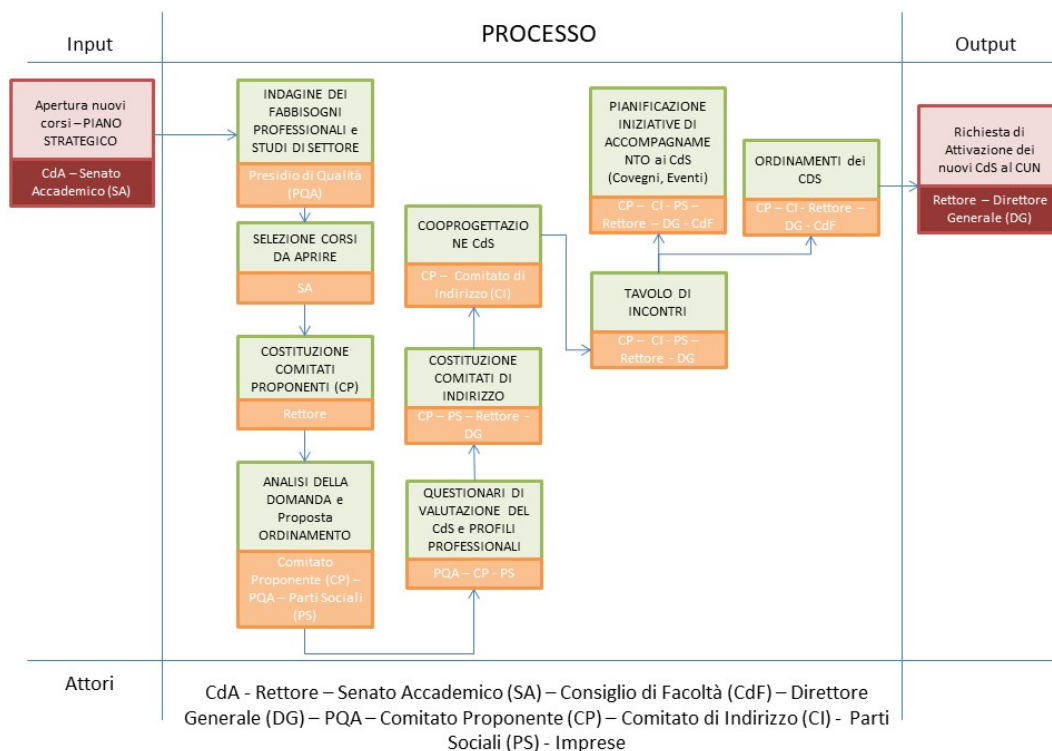 Input
PROCESSO
Output
Apertura nuovi
corsi – PIANO
STRATEGICO
CdA – Senato
Accademico (SA)
INDAGINE DEI
FABBISOGNI
PROFESSIONALI e
STUDI DI SETTORE
Presidio di Qualità
(PQA)
SELEZIONE CORSI
DA APRIRE
SA
COSTITUZIONE
COMITATI
PROPONENTI (CP)
Rettore
ANALISI DELLA
DOMANDA e
Proposta
ORDINAMENTO
Comitato
Proponente (CP) –
PQA – Parti Sociali
(PS)
QUESTIONARI DI
VALUTAZIONE DEL
CdS e PROFILI
PROFESSIONALI
PQA – CP - PS
COSTITUZIONE
COMITATI DI
INDIRIZZO
CP – PS – Rettore -
DG
COOPROGETTAZIO
NE CdS
CP – Comitato di
Indirizzo (CI)
TAVOLO DI
INCONTRI
CP – CI – PS –
Rettore - DG
PIANIFICAZIONE
INIZIATIVE DI
ACCOMPAGNAME
NTO ai CdS
(Covegni, Eventi)
CP – CI - PS –
Rettore – DG - CdF
ORDINAMENTI dei
CDS
CP – CI - Rettore –
DG - CdF
Richiesta di
Attivazione dei
nuovi CdS al CUN
Rettore – Direttore
Generale (DG)
Attori
CdA - Rettore – Senato Accademico (SA) – Consiglio di Facoltà (CdF) – Direttore
Generale (DG) – PQA – Comitato Proponente (CP) – Comitato di Indirizzo (CI) - Parti
Sociali (PS) - Imprese